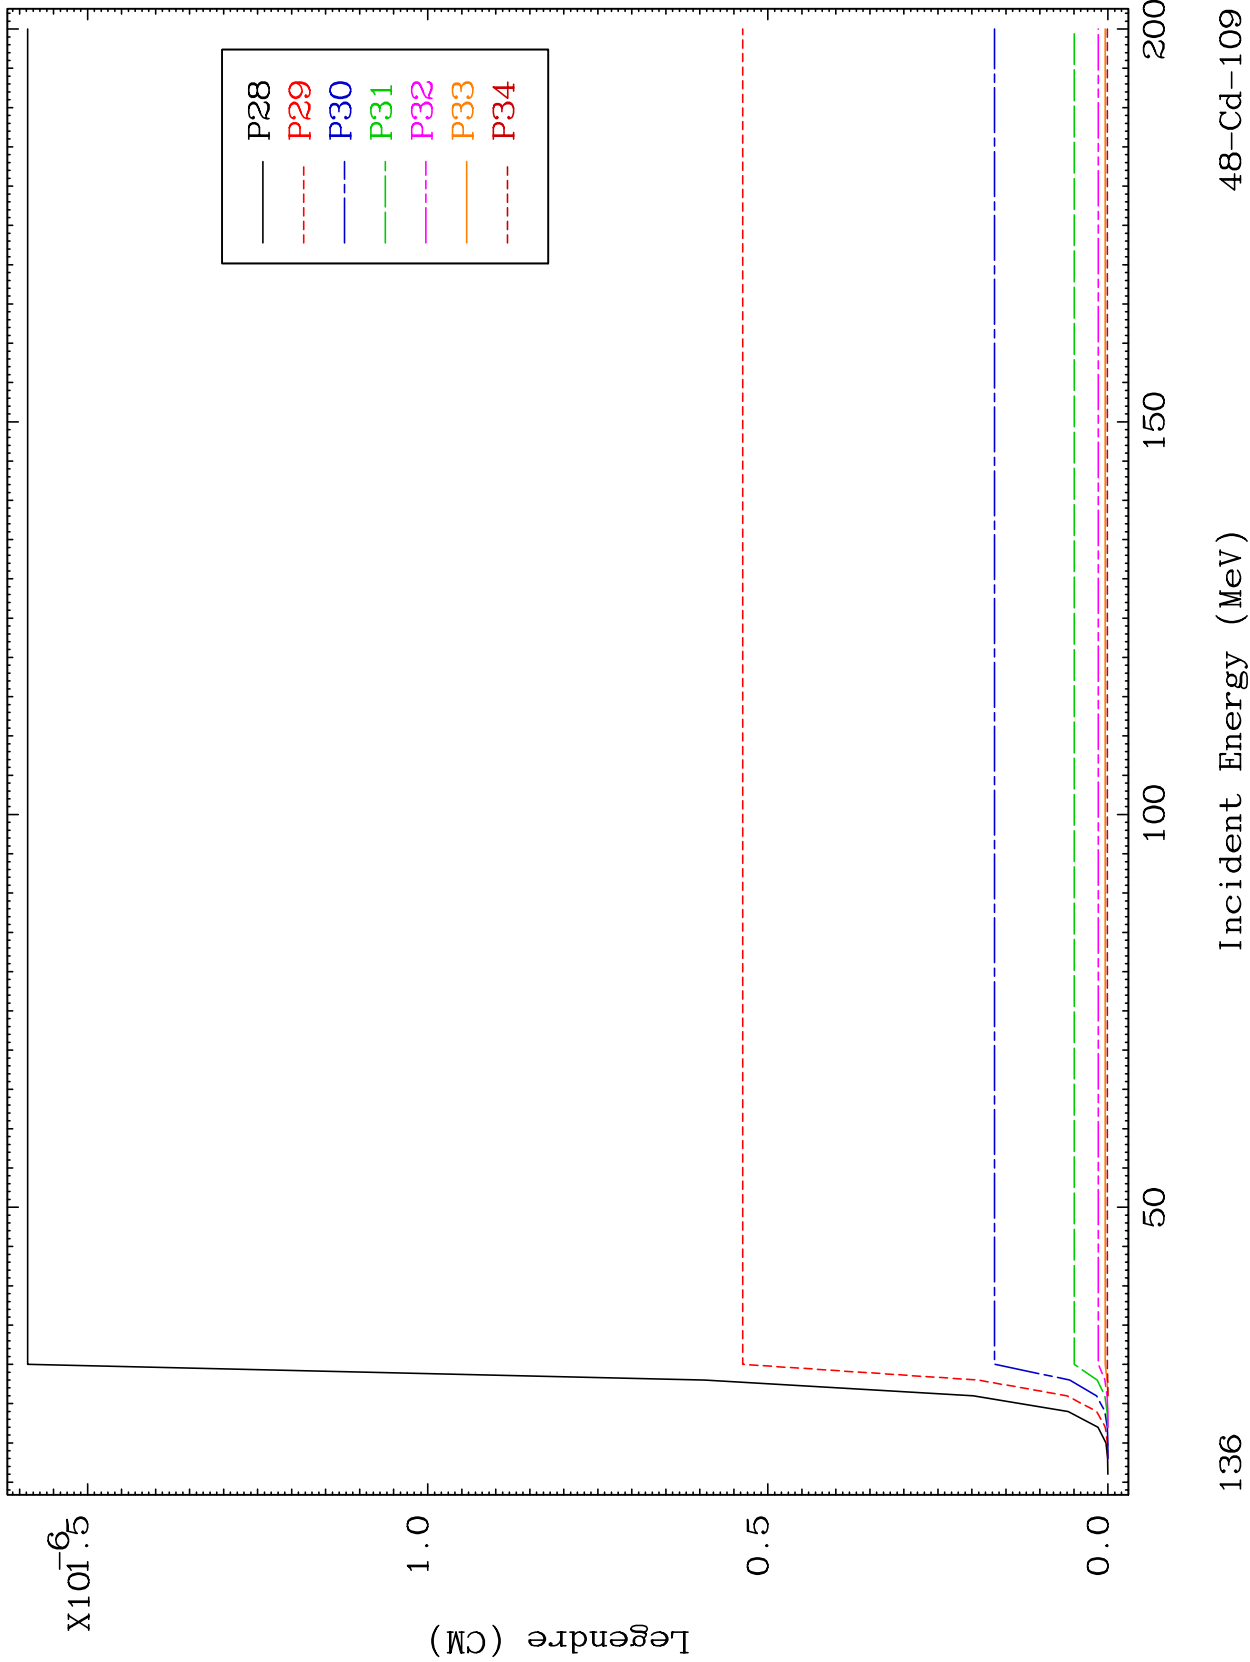 X10-6
1.5
1.0
0.5
0.0
Legendre (CM)
P28
P29
P30
P31
P32
P33
P34
50
100
150
200
Incident Energy (MeV)
136
48-Cd-109